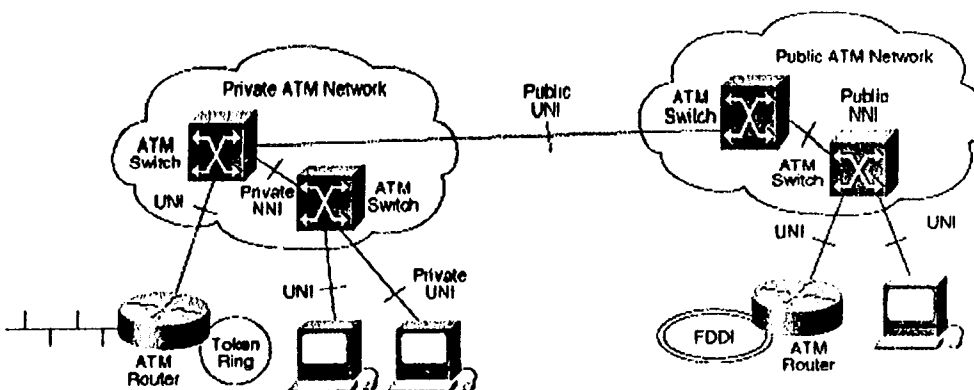 Private ATM Network
Public ATM Network
Public
UNI
ATM
Switch
Public
NNI
ATM
Switch
Private
NNI
ATM
Switch
ATM
Switch
UNI
UNI
UNI
UNI
Private
UNI
Token
Ring
ATM
Router
FDDI
ATM
Router